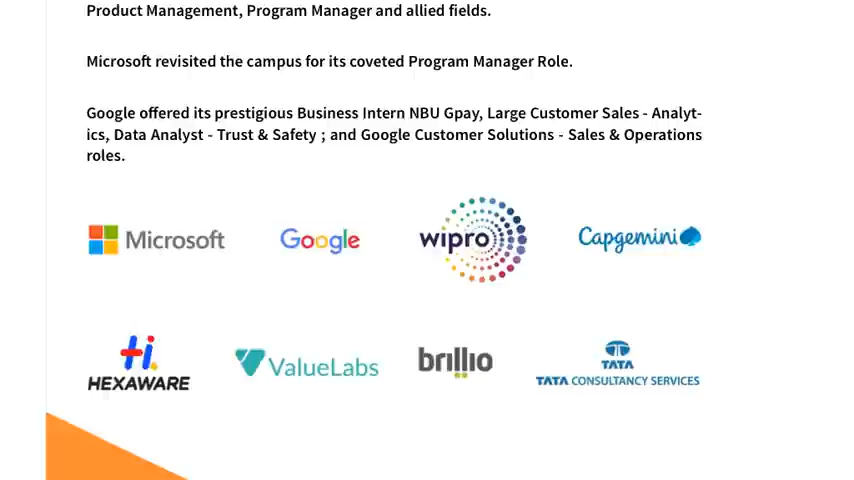 Product Management, Program Manager and allied fields.
Microsoft revisited the campus for its coveted Program Manager Role.
Google offered its prestigious Business Intern NBU Gpay, Large Customer Sales - Analyt-
ics, Data Analyst - Trust & Safety ; and Google Customer Solutions - Sales & Operations
roles.
Microsoft Google wipro Capgemini
Hi
HEXAWARE ValueLabs brillio TATA
TATA CONSULTANCY SERVICES